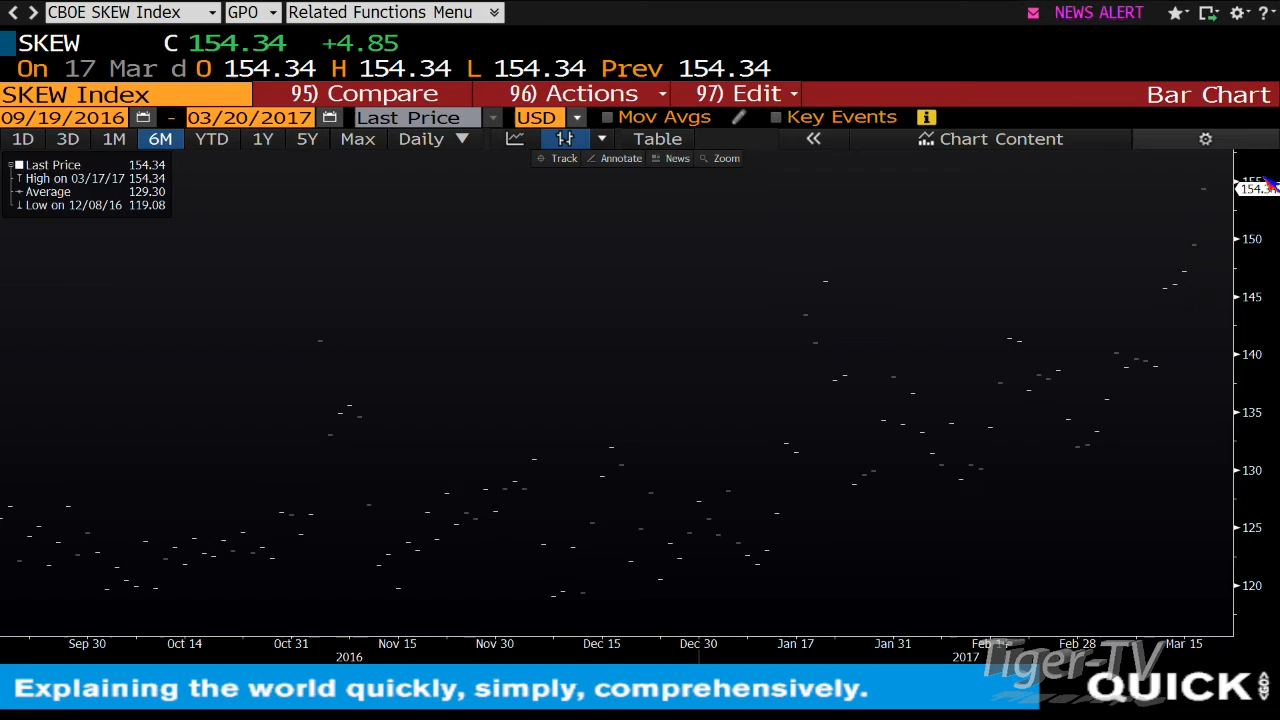 CBOE SKEW Index GPO Related Functions Menu NEWS ALERT ?
SKEW C 154.34 +4.85
On 17 Mar d O 154.34 H 154.34 L 154.34 Prev 154.34
SKEW Index 95) Compare 96) Actions 97) Edit Bar Chart
09/19/2016 - 03/20/2017 Last Price USD Mov Avgs Key Events i
1D 3D 1M 6M YTD 1Y 5Y Max Daily Table « Chart Content
Track Annotate News Zoom
Last Price 154.34
High on 03/17/17 154.34
Average 129.30
Low on 12/08/16 119.08
155
154.34
150
145
140
135
130
125
120
Sep 30 Oct 14 Oct 31 Nov 15 Nov 30 Dec 15 Dec 30 Jan 17 Jan 31 Feb Feb 28 Mar 15
2016 2017
Tiger-TV
Explaining the world quickly, simply, comprehensively.
QUICK